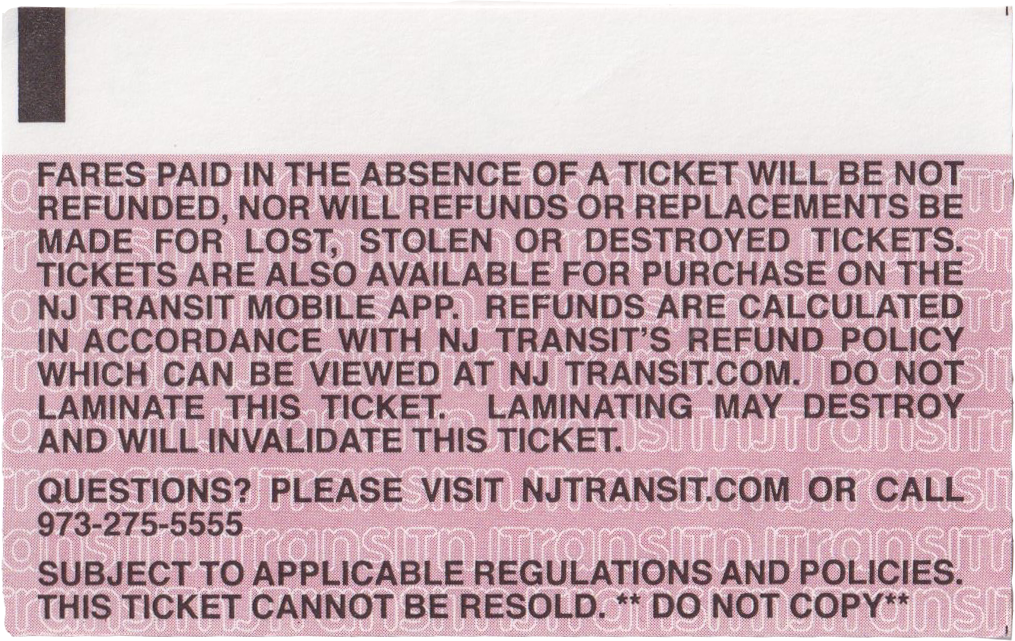 FARES PAID IN THE ABSENCE OF A TICKET WILL BE NOT
REFUNDED, NOR WILL REFUNDS OR REPLACEMENTS BE
MADE FOR LOST, STOLEN OR DESTROYED TICKETS.
TICKETS ARE ALSO AVAILABLE FOR PURCHASE ON THE
NJ TRANSIT MOBILE APP. REFUNDS ARE CALCULATED
IN ACCORDANCE WITH NJ TRANSIT'S REFUND POLICY
WHICH CAN BE VIEWED AT NJ TRANSIT.COM. DO NOT
LAMINATE THIS TICKET. LAMINATING MAY DESTROY
AND WILL INVALIDATE THIS TICKET.
QUESTIONS? PLEASE VISIT NJTRANSIT.COM OR CALL
973-275-5555
SUBJECT TO APPLICABLE REGULATIONS AND POLICIES.
THIS TICKET CANNOT BE RESOLD. ** DO NOT COPY**